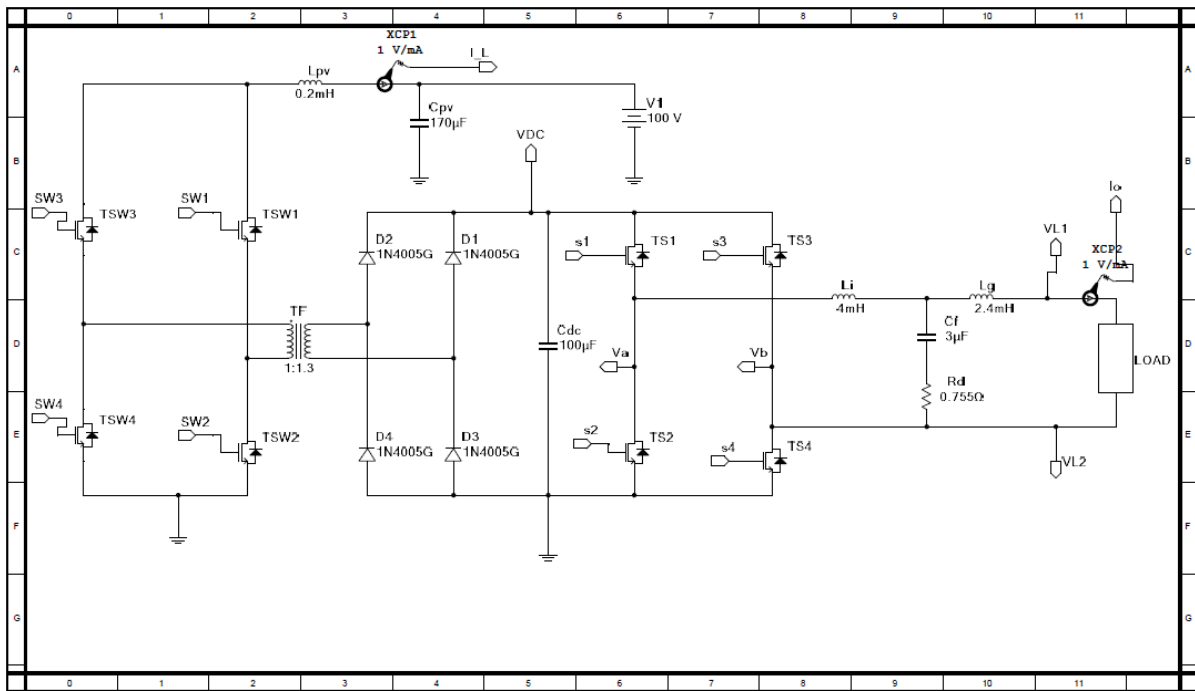 0 1 2 3 4 5 6 7 8 9 10 11
A
B
C
D
E
F
G
XCP1
1 V/mA
I_L
Lpv
0.2mH
Cpv
170µF
V1
100 V
VDC
SW3
TSW3
SW1
TSW1
D2
1N4005G
D1
1N4005G
s1
TS1
s3
TS3
Io
VL1
XCP2
1 V/mA
Li
4mH
Lg
2.4mH
TF
1:1.3
Cdc
100µF
Va
Vb
Cf
3µF
Rd
0.755Ω
LOAD
SW4
TSW4
SW2
TSW2
D4
1N4005G
D3
1N4005G
s2
TS2
s4
TS4
VL2
A
B
C
D
E
F
G
0 1 2 3 4 5 6 7 8 9 10 11